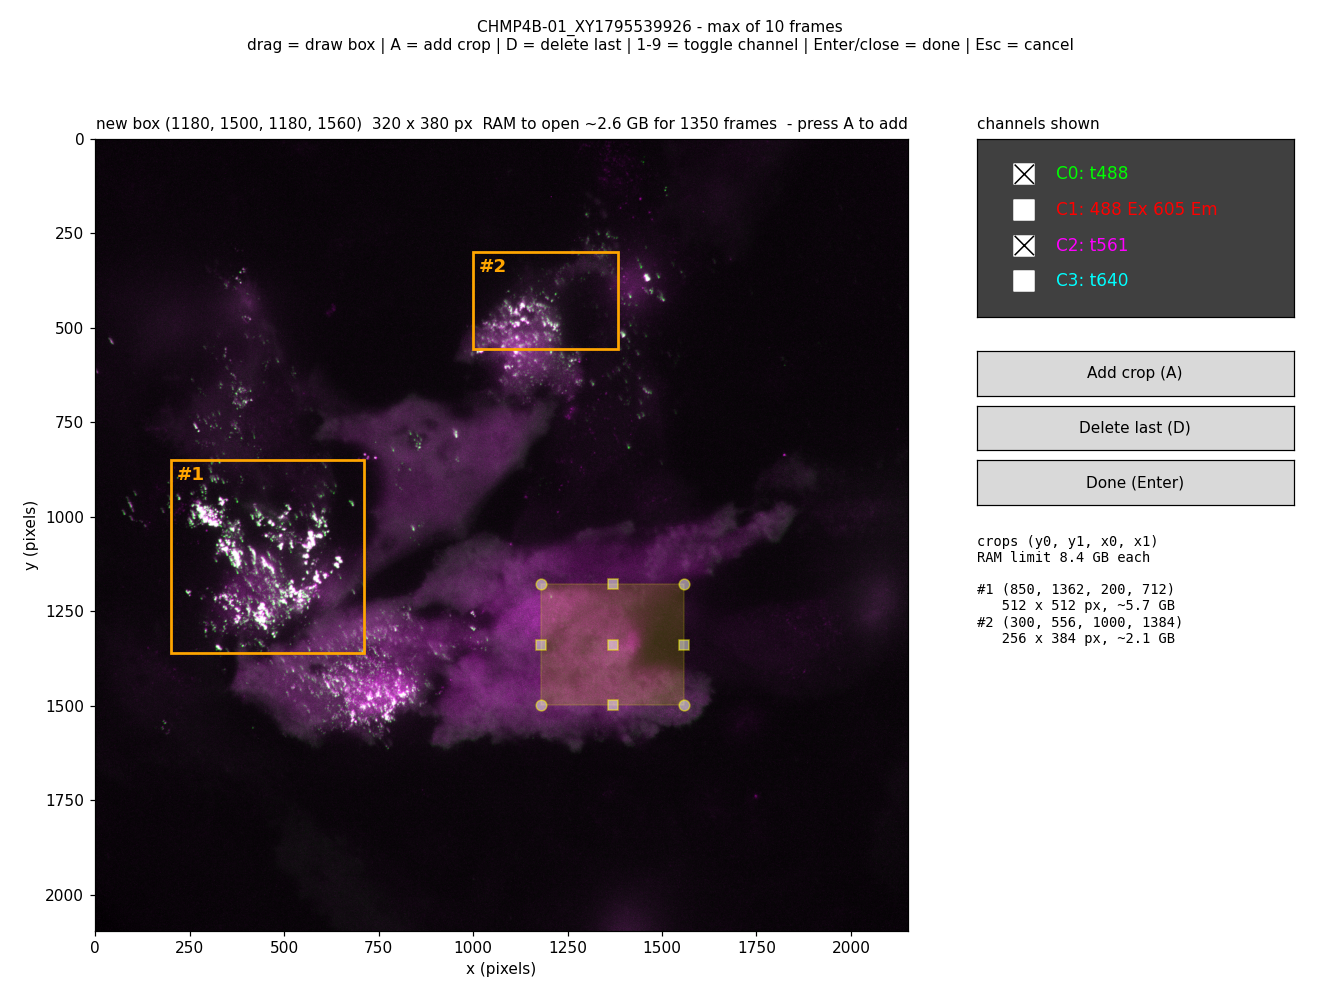 CHMP4B-01_XY1795539926 - max of 10 frames
drag = draw box | A = add crop | D = delete last | 1-9 = toggle channel | Enter/close = done | Esc = cancel
new box (1180, 1500, 1180, 1560)  320 x 380 px  RAM to open ~2.6 GB for 1350 frames  - press A to add
0
250
500
750
1000
1250
1500
1750
2000
y (pixels)
#2
#1
0 250 500 750 1000 1250 1500 1750 2000
x (pixels)
channels shown
C0: t488
C1: 488 Ex 605 Em
C2: t561
C3: t640
Add crop (A)
Delete last (D)
Done (Enter)
crops (y0, y1, x0, x1)
RAM limit 8.4 GB each
#1 (850, 1362, 200, 712)
512 x 512 px, ~5.7 GB
#2 (300, 556, 1000, 1384)
256 x 384 px, ~2.1 GB